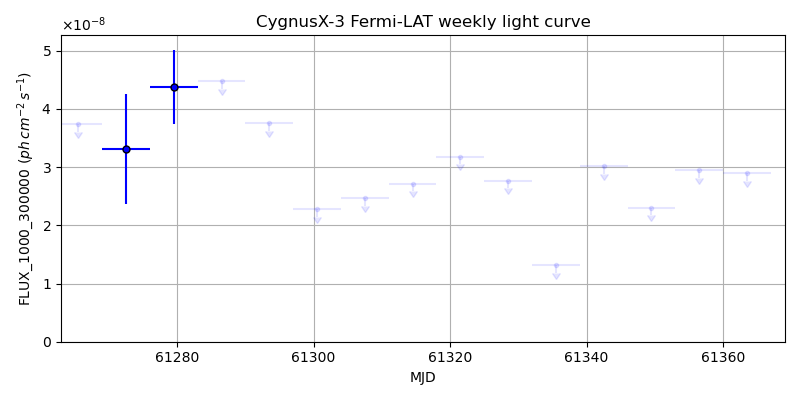 CygnusX-3 Fermi-LAT weekly light curve
×10⁻⁸
5
4
3
2
1
0
FLUX_1000_300000 (ph cm⁻² s⁻¹)
61280 61300 61320 61340 61360
MJD